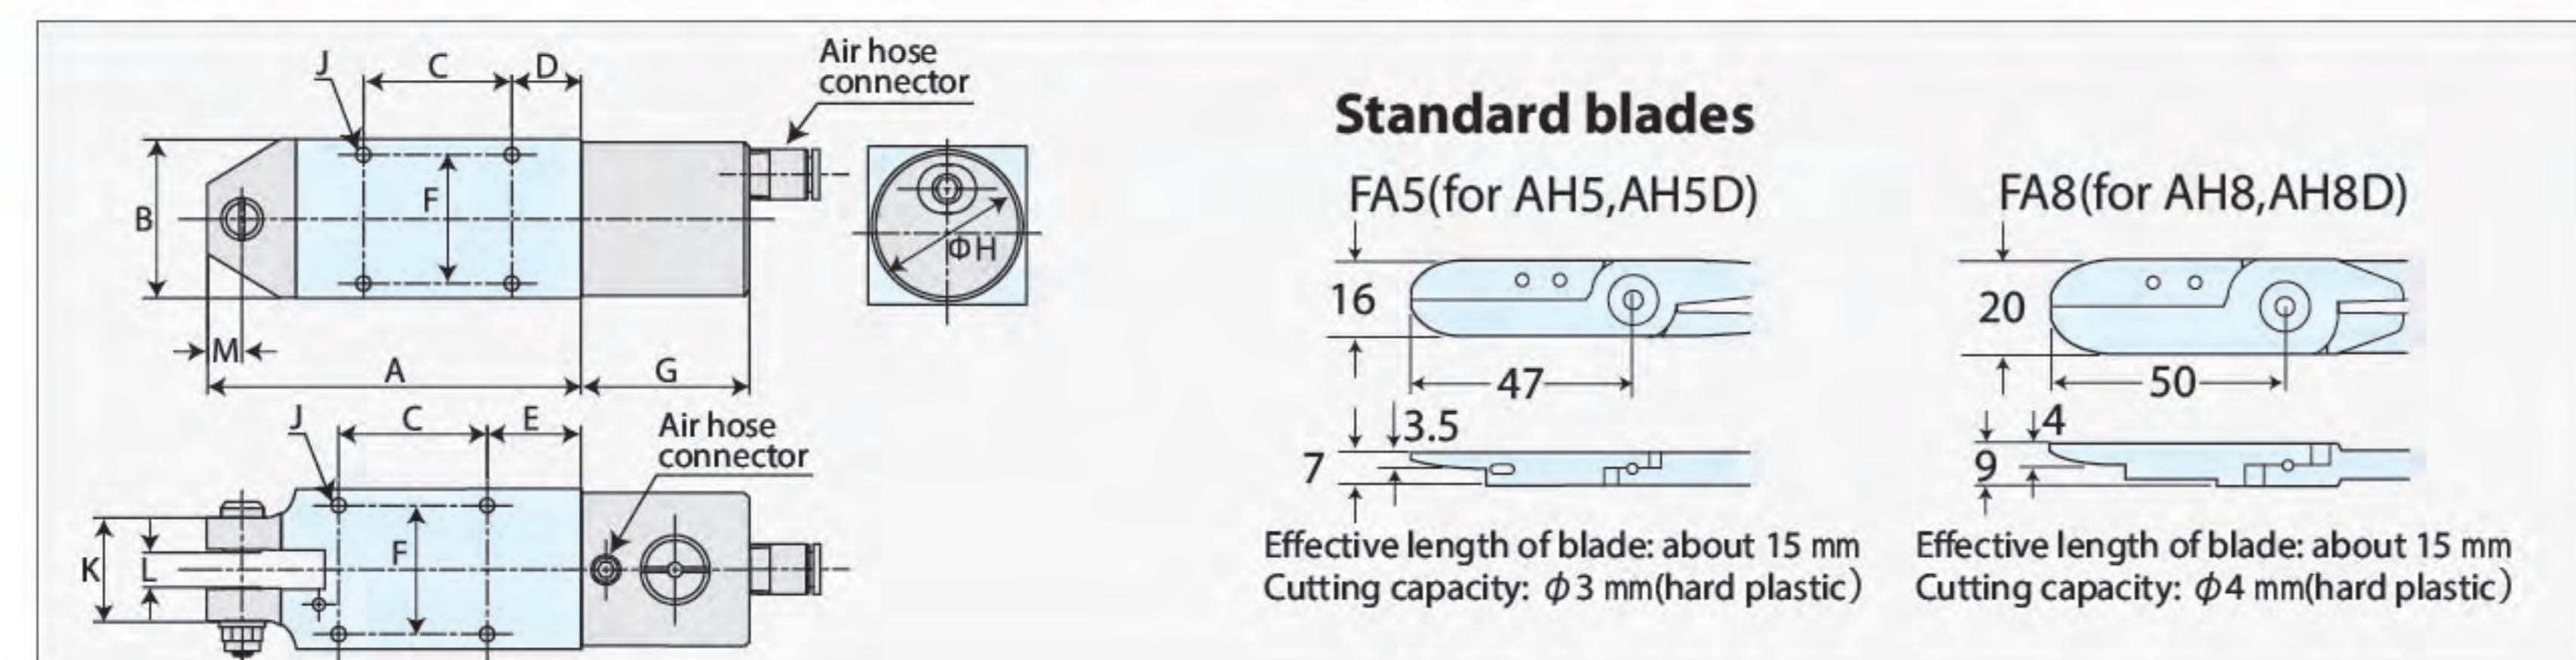 Air hose
connector
J
C
D
B
F
ΦH
M
A
G
J
C
E
Air hose
connector
K
L
F
Standard blades
FA5(for AH5,AH5D)
16
47
3.5
7
Effective length of blade: about 15 mm
Cutting capacity: ϕ3 mm(hard plastic)
FA8(for AH8,AH8D)
20
50
4
9
Effective length of blade: about 15 mm
Cutting capacity: ϕ4 mm(hard plastic)